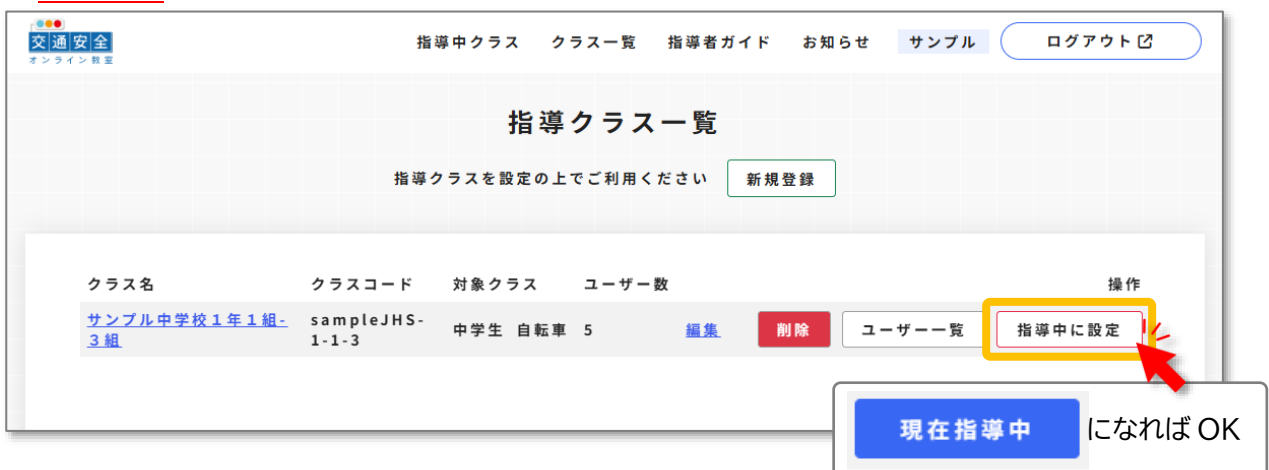 交通安全
オンライン教室
指導中クラス クラス一覧 指導者ガイド お知らせ サンプル ログアウト
指導クラス一覧
指導クラスを設定の上でご利用ください 新規登録
クラス名 クラスコード 対象クラス ユーザー数 操作
サンプル中学校１年１組-
３組
sampleJHS-
1-1-3
中学生 自転車 5 編集 削除 ユーザー一覧 指導中に設定
現在指導中 になれば OK